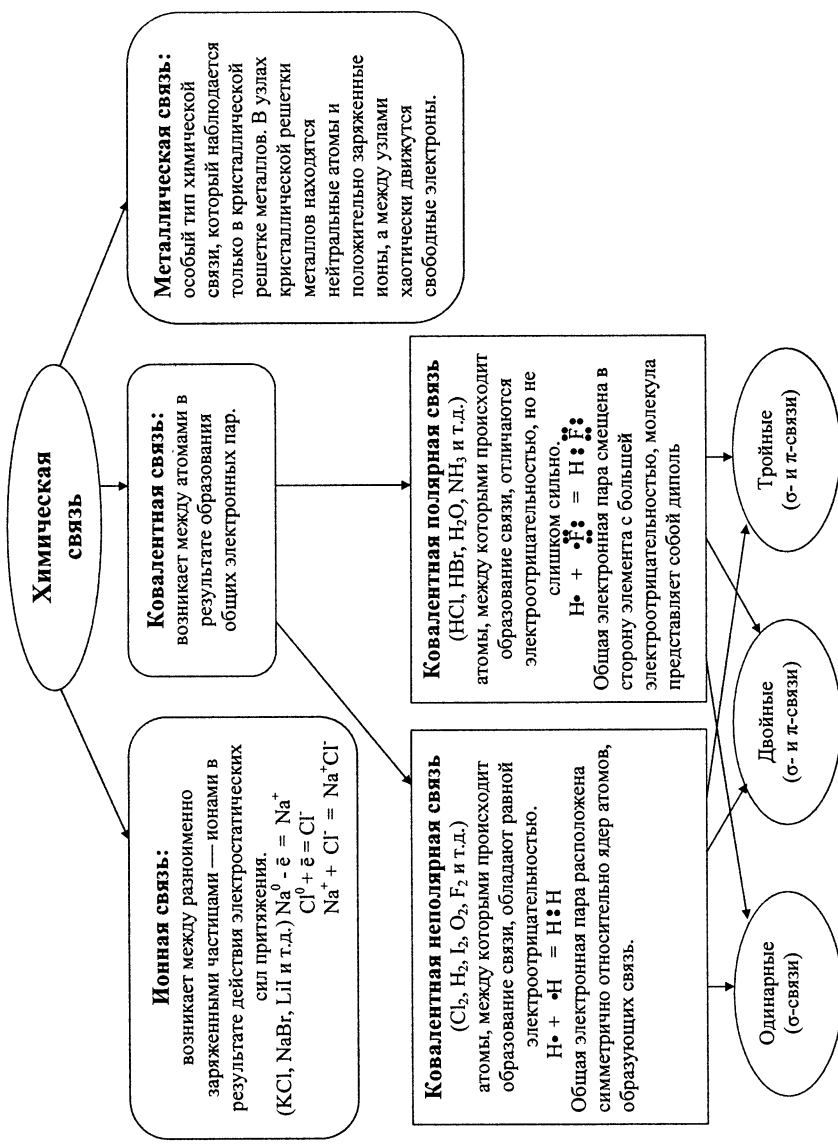 Химическая
связь
Ионная связь:
возникает между разноименно
заряженными частицами — ионами в
результате действия электростатических
сил притяжения.
(KCl, NaBr, LiI и т.д.) Na⁰ - ē = Na⁺
Cl⁰ + ē = Cl⁻
Na⁺ + Cl⁻ = Na⁺Cl⁻
Ковалентная связь:
возникает между атомами в
результате образования
общих электронных пар.
Металлическая связь:
особый тип химической
связи, который наблюдается
только в кристаллической
решетке металлов. В узлах
кристаллической решетки
металлов находятся
нейтральные атомы и
положительно заряженные
ионы, а между узлами
хаотически движутся
свободные электроны.
Ковалентная неполярная связь
(Cl₂, H₂, I₂, O₂, F₂ и т.д.)
атомы, между которыми происходит
образование связи, обладают равной
электроотрицательностью.
H• + •H = H:H
Общая электронная пара расположена
симметрично относительно ядер атомов,
образующих связь.
Ковалентная полярная связь
(HCl, HBr, H₂O, NH₃ и т.д.)
атомы, между которыми происходит
образование связи, отличаются
электроотрицательностью, но не
слишком сильно.
H• + •F: = H:F:
Общая электронная пара смещена в
сторону элемента с большей
электроотрицательностью, молекула
представляет собой диполь
Одинарные
(σ-связи)
Двойные
(σ- и π-связи)
Тройные
(σ- и π-связи)